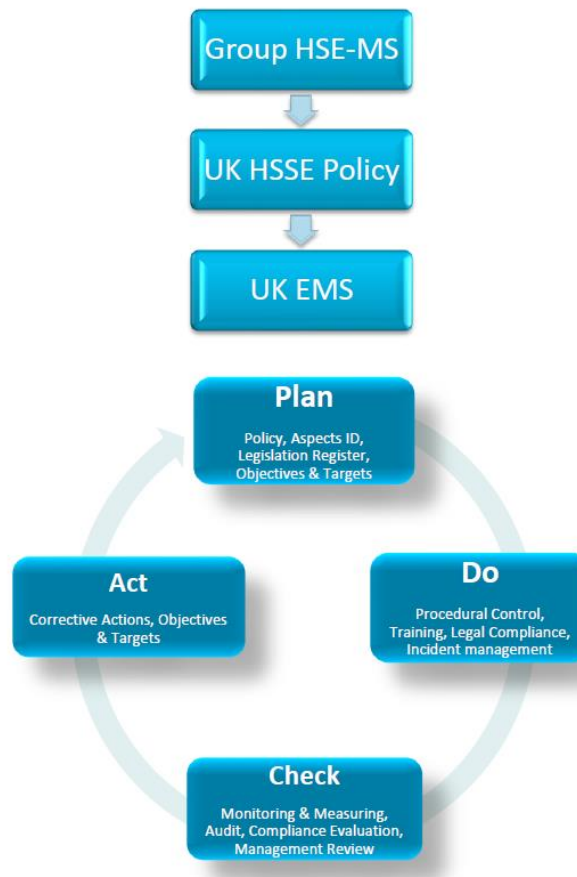 Group HSE-MS
UK HSSE Policy
UK EMS
Plan
Policy, Aspects ID,
Legislation Register,
Objectives & Targets
Act
Corrective Actions, Objectives
& Targets
Do
Procedural Control,
Training, Legal Compliance,
Incident management
Check
Monitoring & Measuring,
Audit, Compliance Evaluation,
Management Review